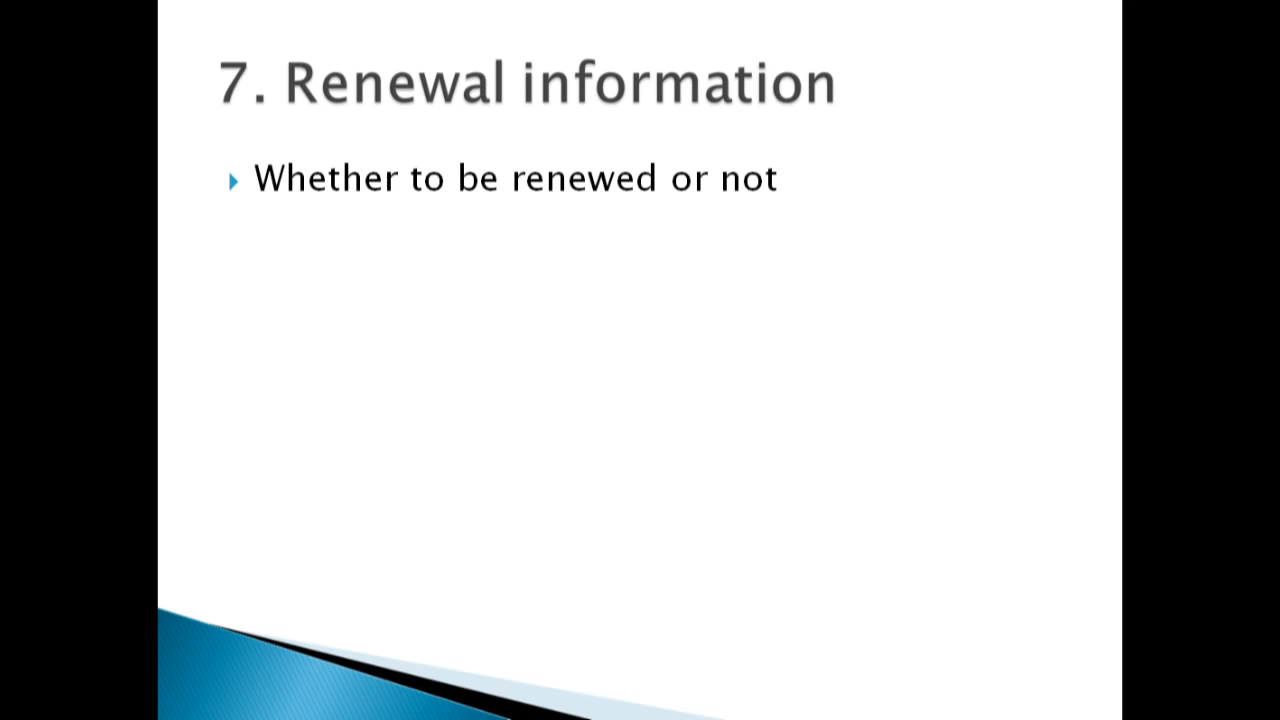 7. Renewal information
Whether to be renewed or not